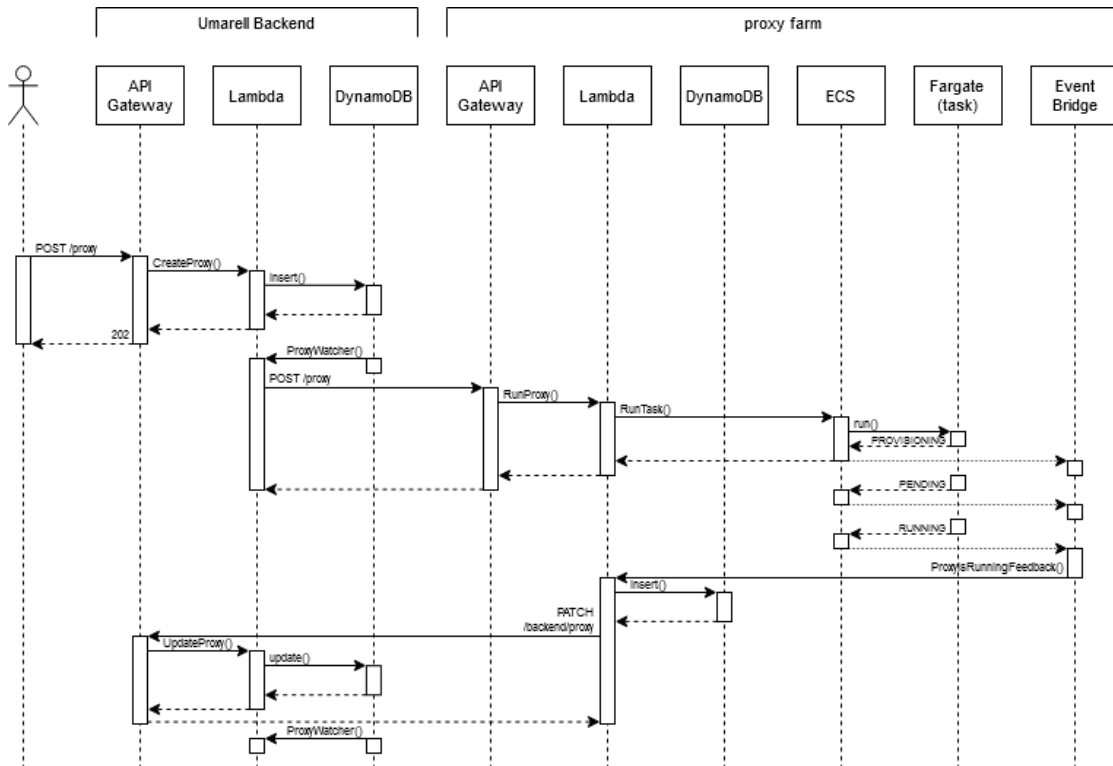 Umarell Backend
proxy farm
API
Gateway
Lambda
DynamoDB
API
Gateway
Lambda
DynamoDB
ECS
Fargate
(task)
Event
Bridge
POST /proxy
CreateProxy()
Insert()
202
ProxyWatcher()
POST /proxy
RunProxy()
RunTask()
run()
PROVISIONING
PENDING
RUNNING
ProxyIsRunningFeedback()
Insert()
PATCH
/backend/proxy
UpdateProxy()
update()
ProxyWatcher()